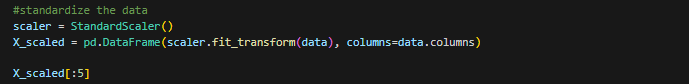 #standardize the data
scaler = StandardScaler()
X_scaled = pd.DataFrame(scaler.fit_transform(data), columns=data.columns)
X_scaled[:5]